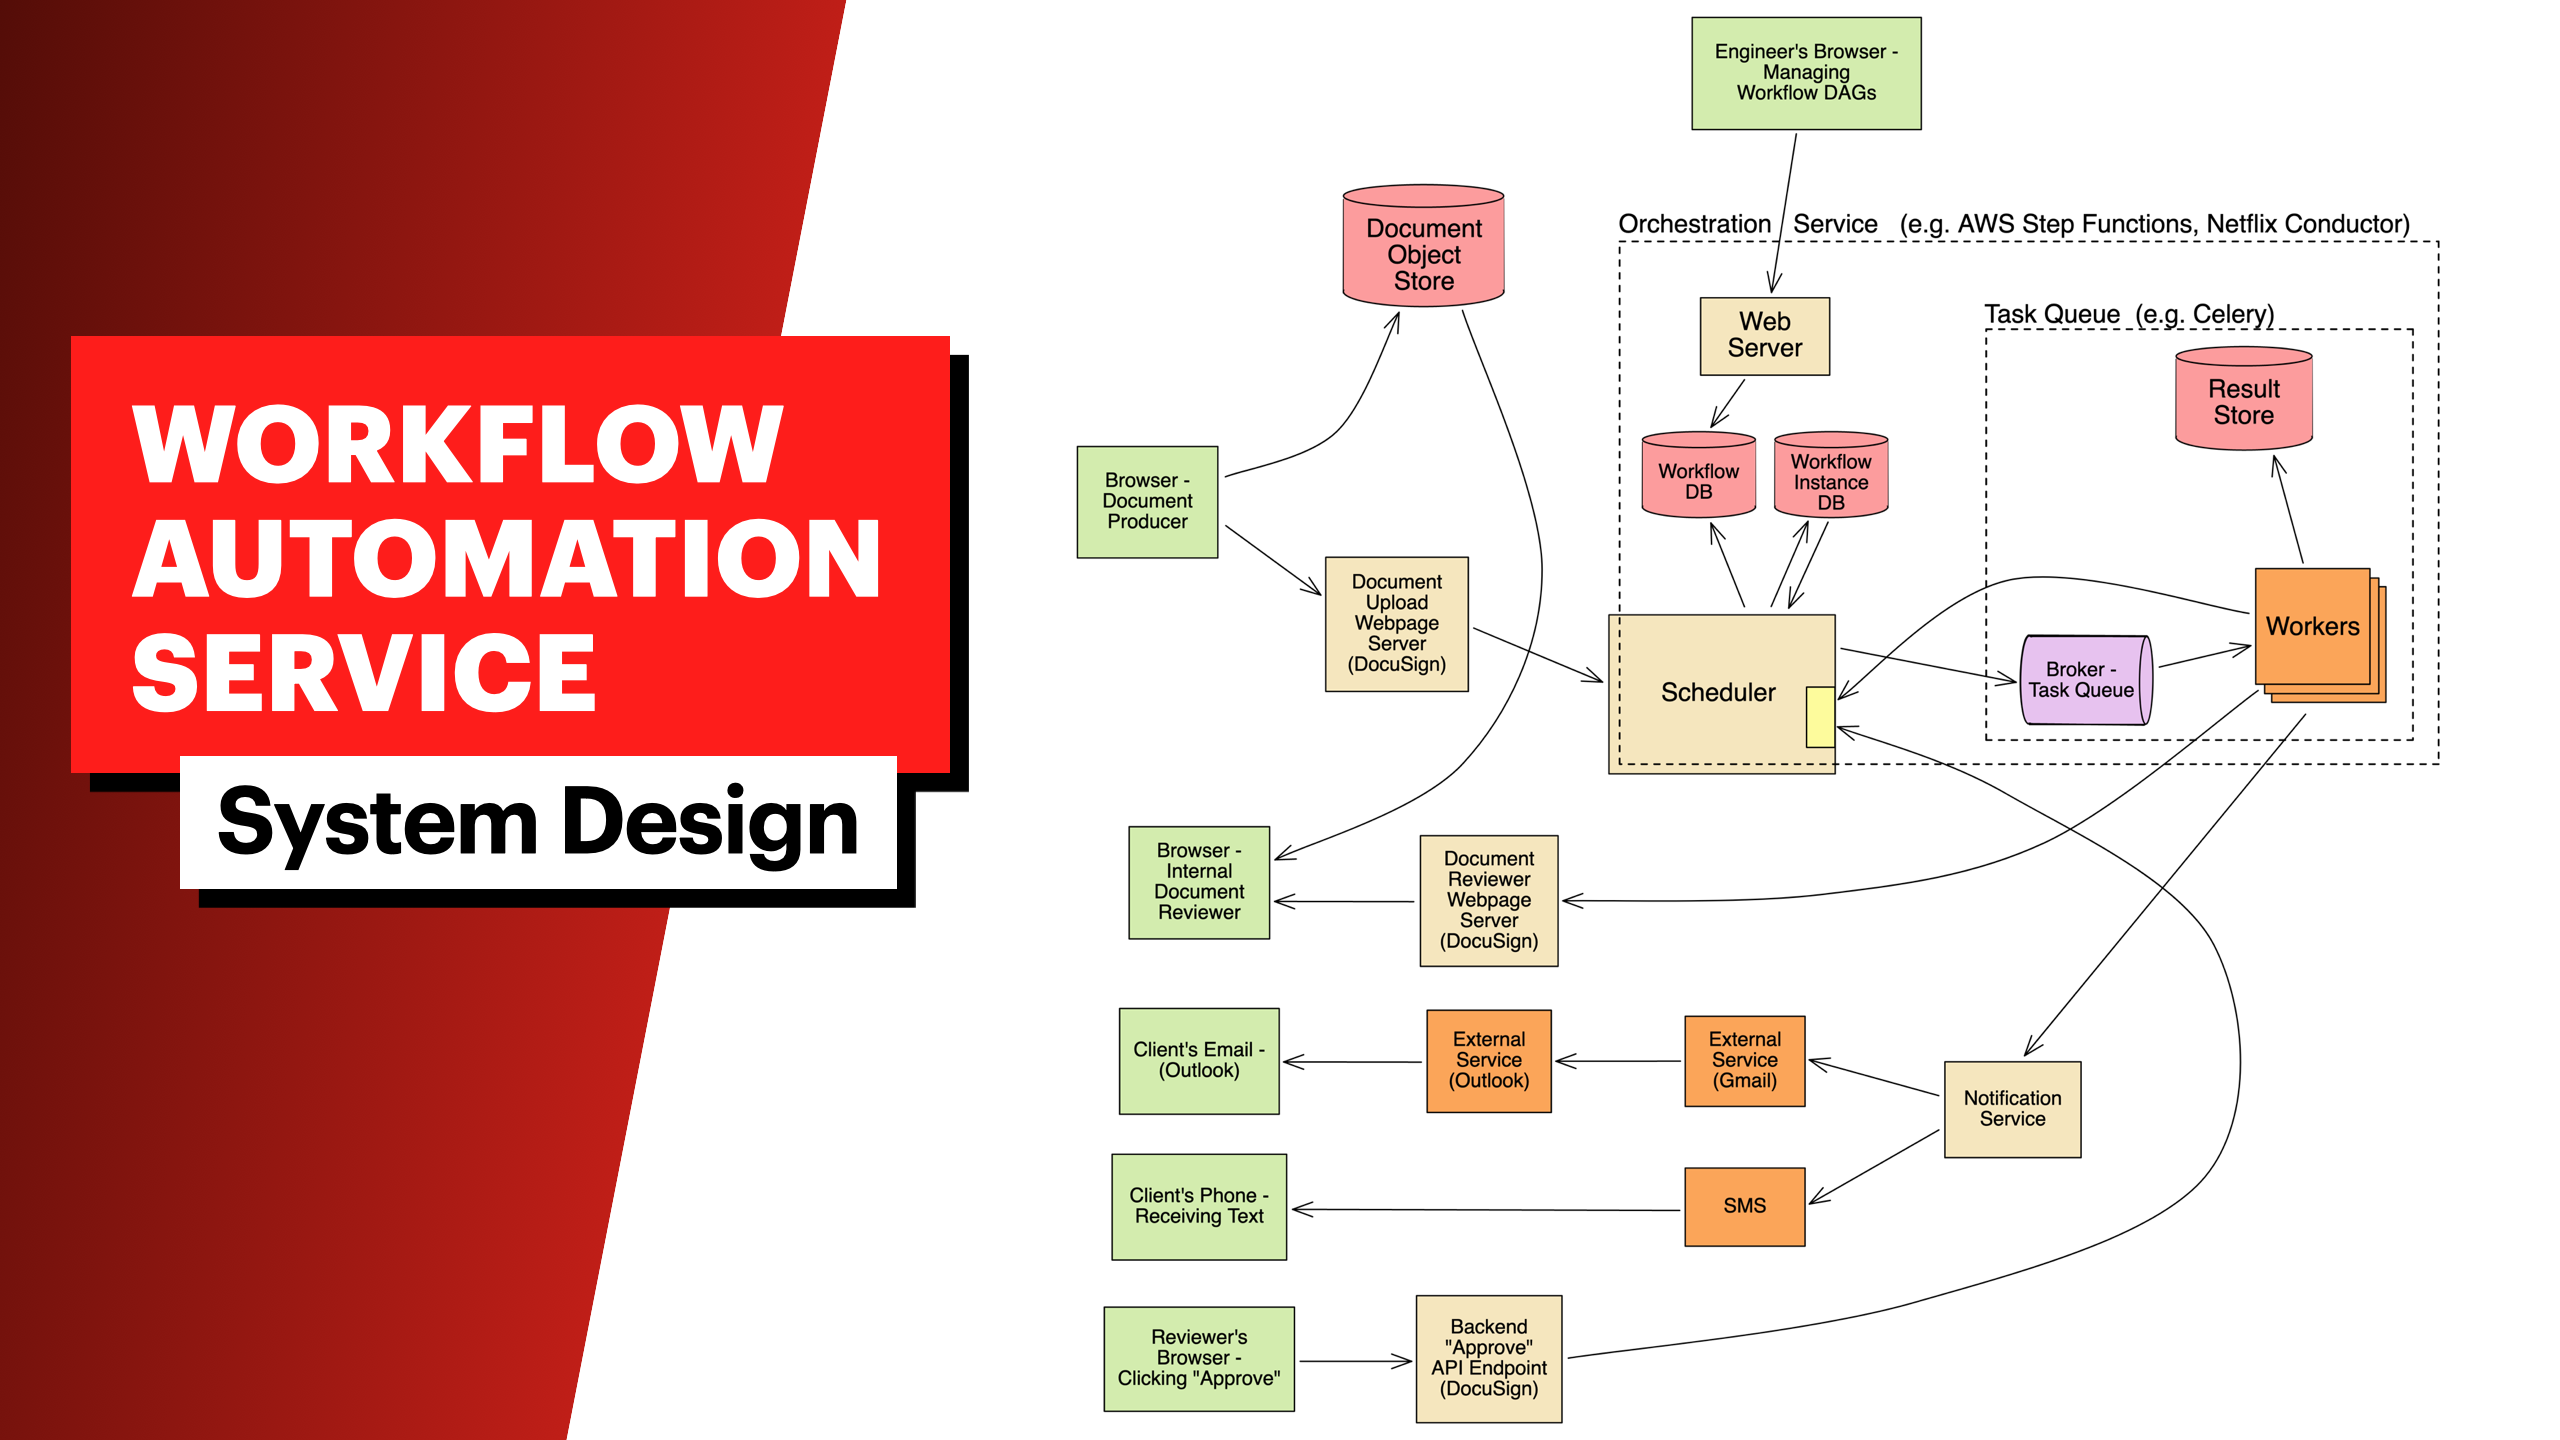 WORKFLOW
AUTOMATION
SERVICE
System Design
Engineer's Browser -
Managing
Workflow DAGs
Document
Object
Store
Orchestration Service (e.g. AWS Step Functions, Netflix Conductor)
Web
Server
Task Queue (e.g. Celery)
Result
Store
Workflow
DB
Workflow
Instance
DB
Browser -
Document
Producer
Document
Upload
Webpage
Server
(DocuSign)
Scheduler
Broker -
Task Queue
Workers
Browser -
Internal
Document
Reviewer
Document
Reviewer
Webpage
Server
(DocuSign)
Client's Email -
(Outlook)
External
Service
(Outlook)
External
Service
(Gmail)
Notification
Service
Client's Phone -
Receiving Text
SMS
Reviewer's
Browser -
Clicking "Approve"
Backend
"Approve"
API Endpoint
(DocuSign)